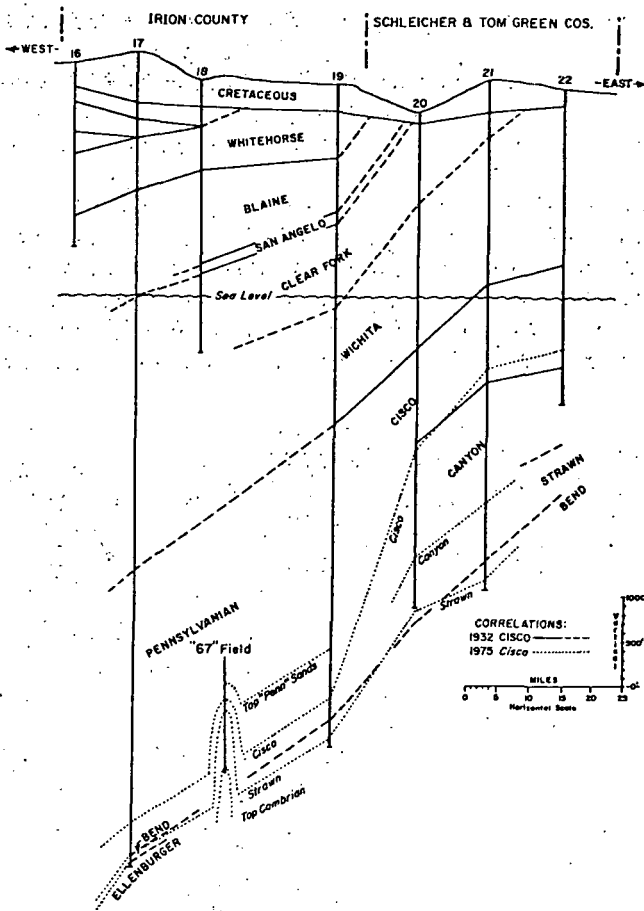 IRION COUNTY
SCHLEICHER & TOM GREEN COS.
WEST
EAST
16
17
18
19
20
21
22
CRETACEOUS
WHITEHORSE
BLAINE
SAN ANGELO
CLEAR FORK
Sea Level
WICHITA
CISCO
CANYON
STRAWN
BEND
Cisco
Canyon
Strawn
PENNSYLVANIAN
"67" Field
Top "Penn" Sands
Cisco
Strawn
Top Cambrian
BEND
ELLENBURGER
CORRELATIONS:
1932 CISCO
1975 Cisco
1000
500'
0'
MILES
0 5 10 15 20 25
Horizontal Scale